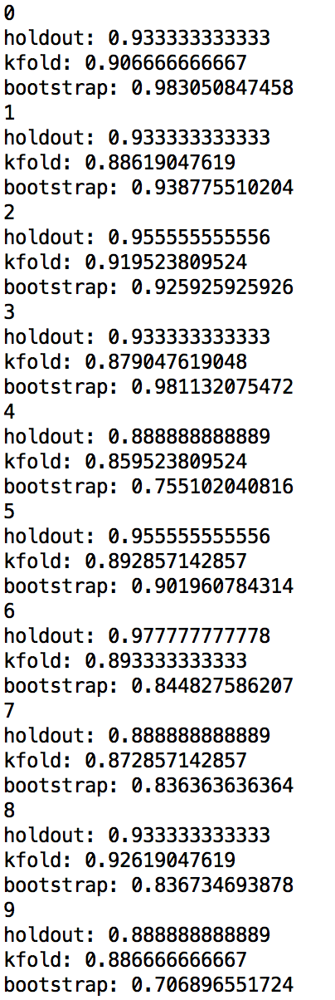 0
holdout: 0.933333333333
kfold: 0.906666666667
bootstrap: 0.983050847458
1
holdout: 0.933333333333
kfold: 0.88619047619
bootstrap: 0.938775510204
2
holdout: 0.955555555556
kfold: 0.919523809524
bootstrap: 0.925925925926
3
holdout: 0.933333333333
kfold: 0.879047619048
bootstrap: 0.981132075472
4
holdout: 0.888888888889
kfold: 0.859523809524
bootstrap: 0.755102040816
5
holdout: 0.955555555556
kfold: 0.892857142857
bootstrap: 0.901960784314
6
holdout: 0.977777777778
kfold: 0.893333333333
bootstrap: 0.844827586207
7
holdout: 0.888888888889
kfold: 0.872857142857
bootstrap: 0.836363636364
8
holdout: 0.933333333333
kfold: 0.92619047619
bootstrap: 0.836734693878
9
holdout: 0.888888888889
kfold: 0.886666666667
bootstrap: 0.706896551724